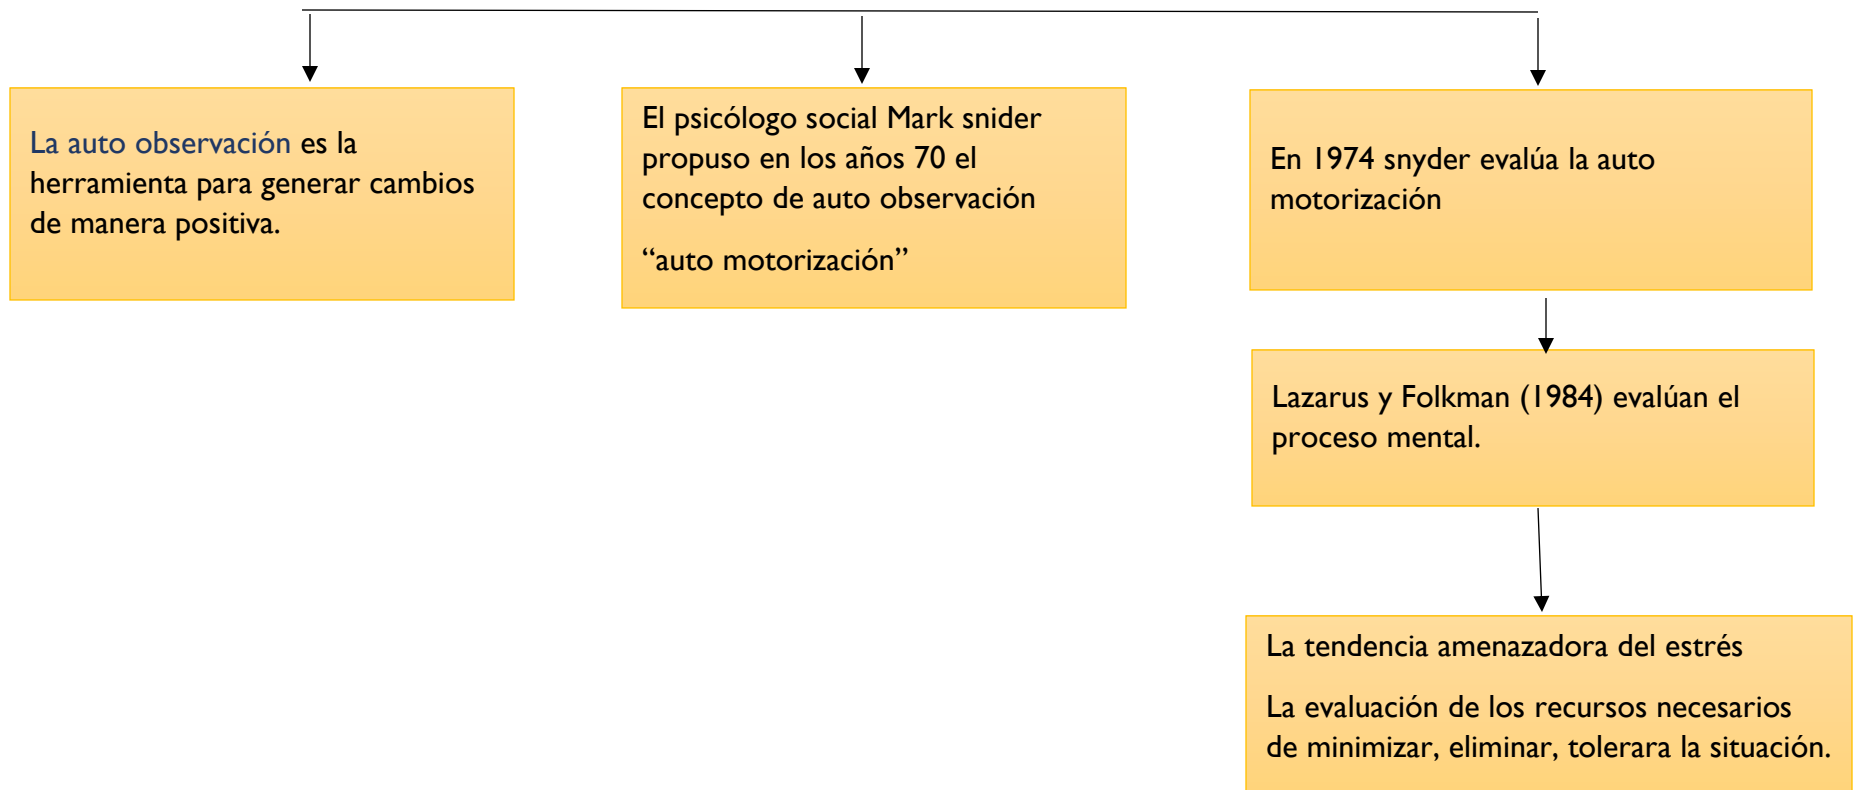 La auto observación es la
herramienta para generar cambios
de manera positiva.
El psicólogo social Mark snider
propuso en los años 70 el
concepto de auto observación
“auto motorización”
En 1974 snyder evalúa la auto
motorización
Lazarus y Folkman (1984) evalúan el
proceso mental.
La tendencia amenazadora del estrés
La evaluación de los recursos necesarios
de minimizar, eliminar, tolerara la situación.